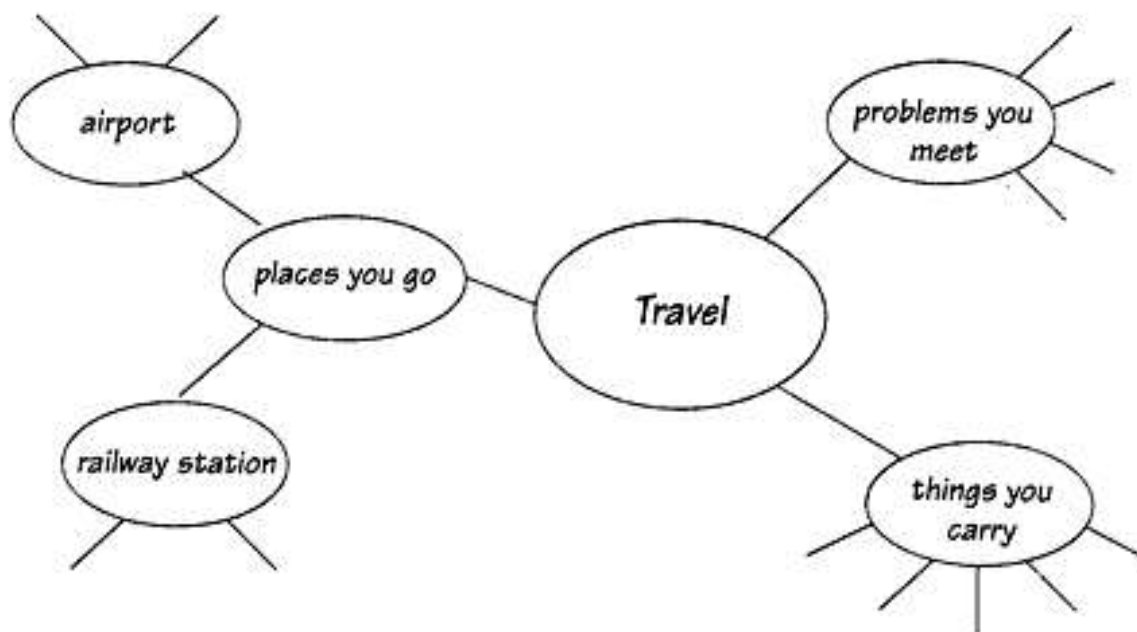 airport
problems you
meet
places you go
Travel
railway station
things you
carry